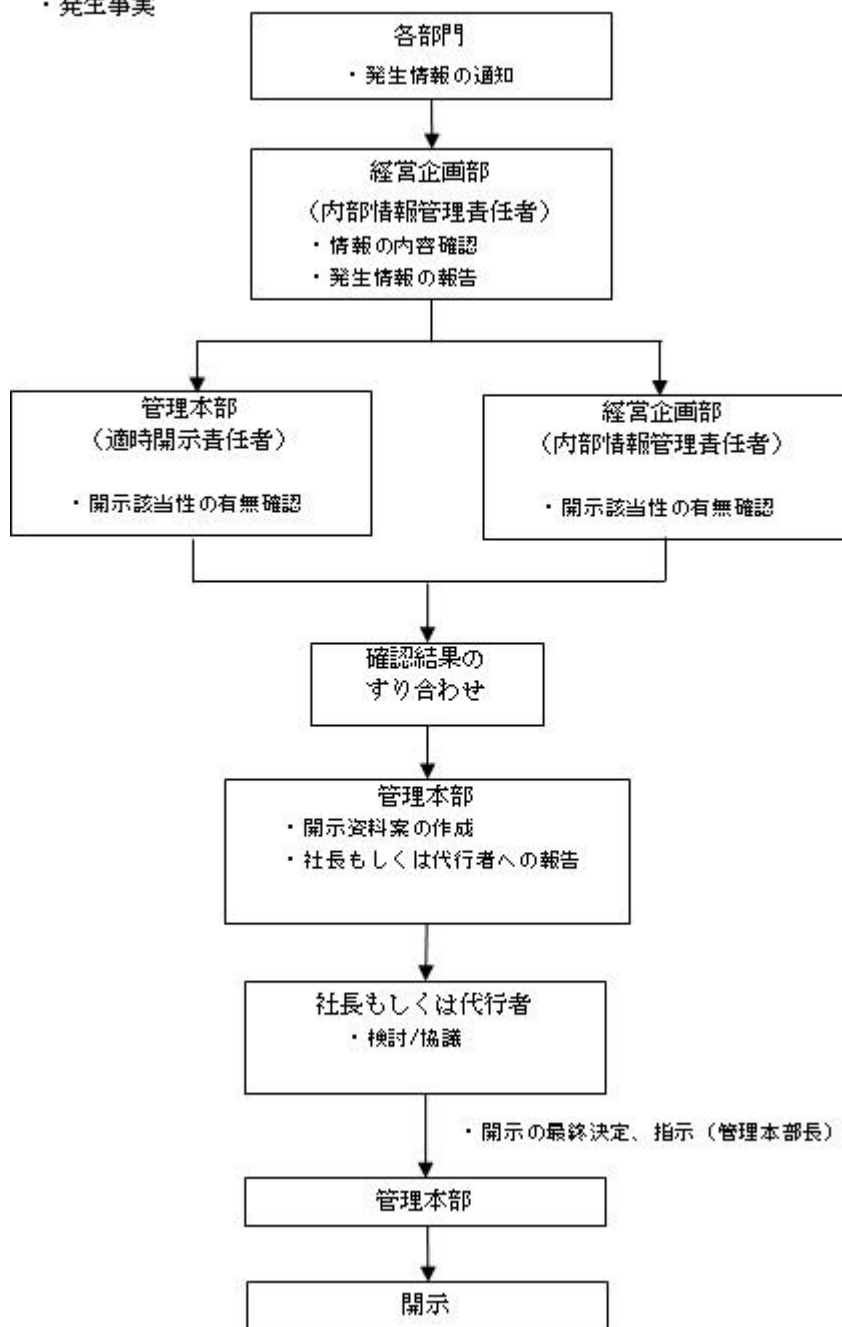 ・発生事実
各部門
・発生情報の通知
経営企画部
（内部情報管理責任者）
・情報の内容確認
・発生情報の報告
管理本部
（適時開示責任者）
・開示該当性の有無確認
経営企画部
（内部情報管理責任者）
・開示該当性の有無確認
確認結果の
すり合わせ
管理本部
・開示資料案の作成
・社長もしくは代行者への報告
社長もしくは代行者
・検討/協議
・開示の最終決定、指示（管理本部長）
管理本部
開示